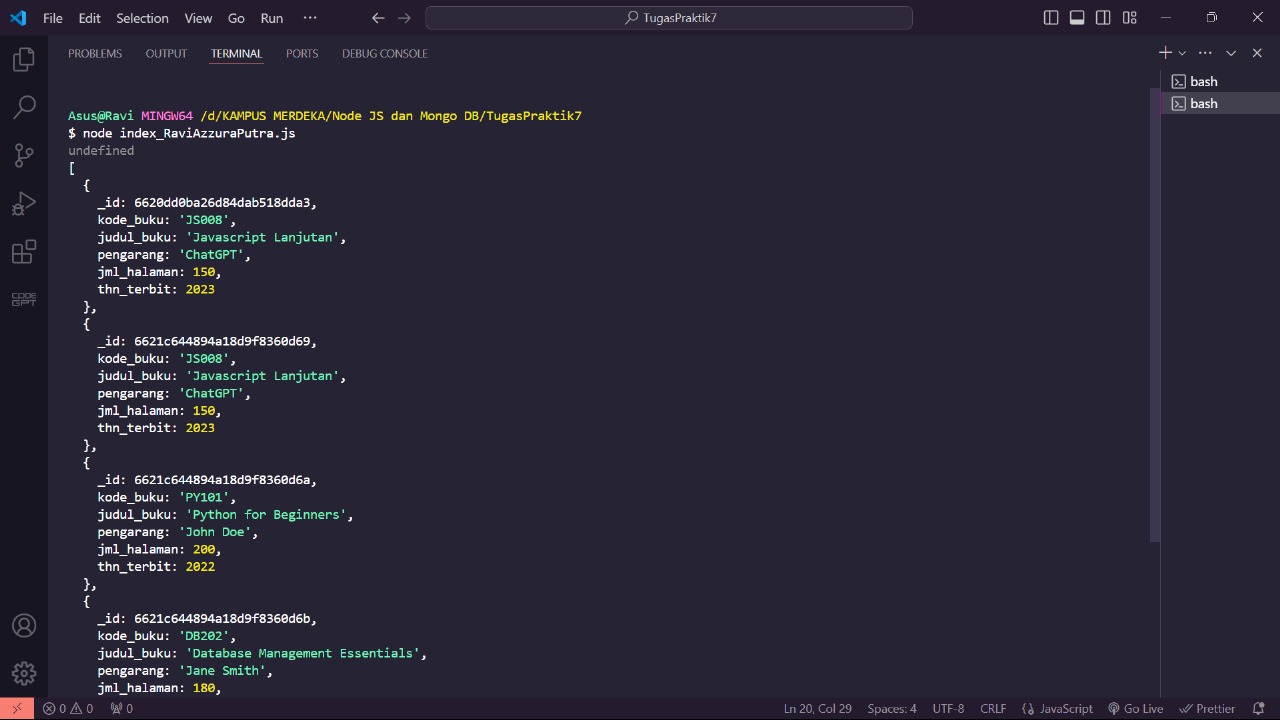 File Edit Selection View Go Run ··· TugasPraktik7
PROBLEMS OUTPUT TERMINAL PORTS DEBUG CONSOLE
bash
bash
Asus@Ravi MINGW64 /d/KAMPUS MERDEKA/Node JS dan Mongo DB/TugasPraktik7
$ node index_RaviAzzuraPutra.js
undefined
[
{
_id: 6620dd0ba26d84dab518dda3,
kode_buku: 'JS008',
judul_buku: 'Javascript Lanjutan',
pengarang: 'ChatGPT',
jml_halaman: 150,
thn_terbit: 2023
},
{
_id: 6621c644894a18d9f8360d69,
kode_buku: 'JS008',
judul_buku: 'Javascript Lanjutan',
pengarang: 'ChatGPT',
jml_halaman: 150,
thn_terbit: 2023
},
{
_id: 6621c644894a18d9f8360d6a,
kode_buku: 'PY101',
judul_buku: 'Python for Beginners',
pengarang: 'John Doe',
jml_halaman: 200,
thn_terbit: 2022
},
{
_id: 6621c644894a18d9f8360d6b,
kode_buku: 'DB202',
judul_buku: 'Database Management Essentials',
pengarang: 'Jane Smith',
jml_halaman: 180,
CODE
GPT
0 0 0 Ln 20, Col 29 Spaces: 4 UTF-8 CRLF JavaScript Go Live Prettier